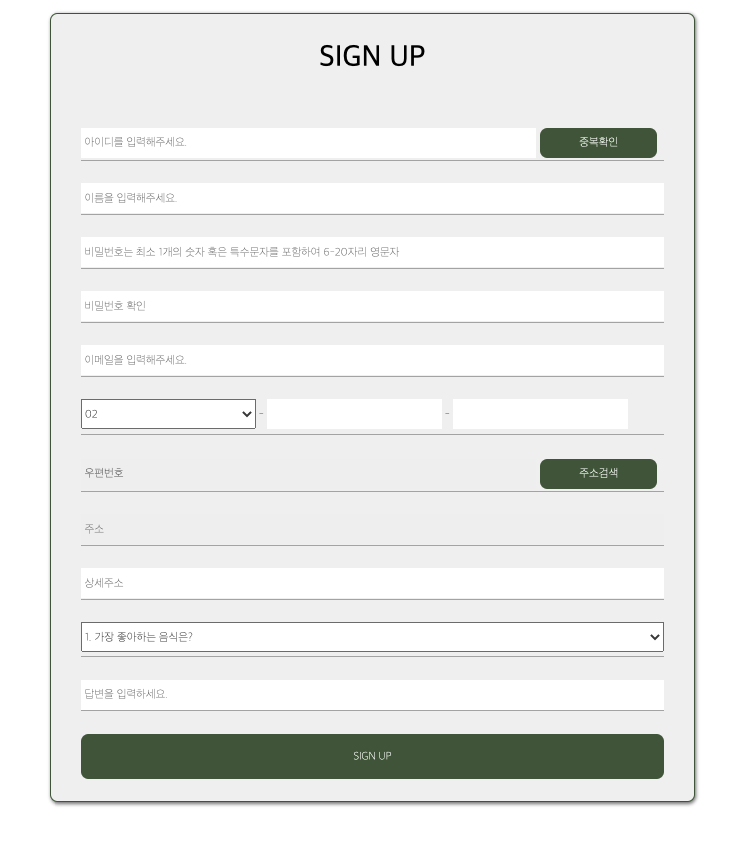 SIGN UP
아이디를 입력해주세요. 중복확인
이름을 입력해주세요.
비밀번호는 최소 1개의 숫자 혹은 특수문자를 포함하여 6-20자리 영문자
비밀번호 확인
이메일을 입력해주세요.
02 - -
우편번호 주소검색
주소
상세주소
1. 가장 좋아하는 음식은?
답변을 입력하세요.
SIGN UP